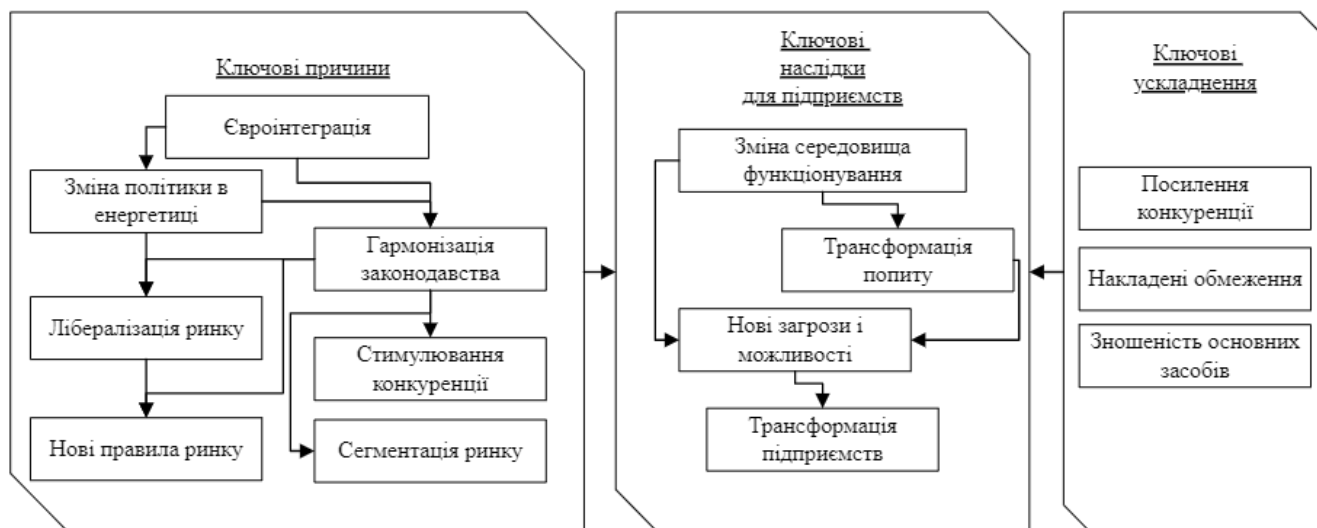 Ключові причини
Євроінтеграція
Зміна політики в
енергетиці
Гармонізація
законодавства
Лібералізація ринку
Стимулювання
конкуренції
Нові правила ринку
Сегментація ринку
Ключові
наслідки
для підприємств
Зміна середовища
функціонування
Трансформація
попиту
Нові загрози і
можливості
Трансформація
підприємств
Ключові
ускладнення
Посилення
конкуренції
Накладені обмеження
Зношеність основних
засобів